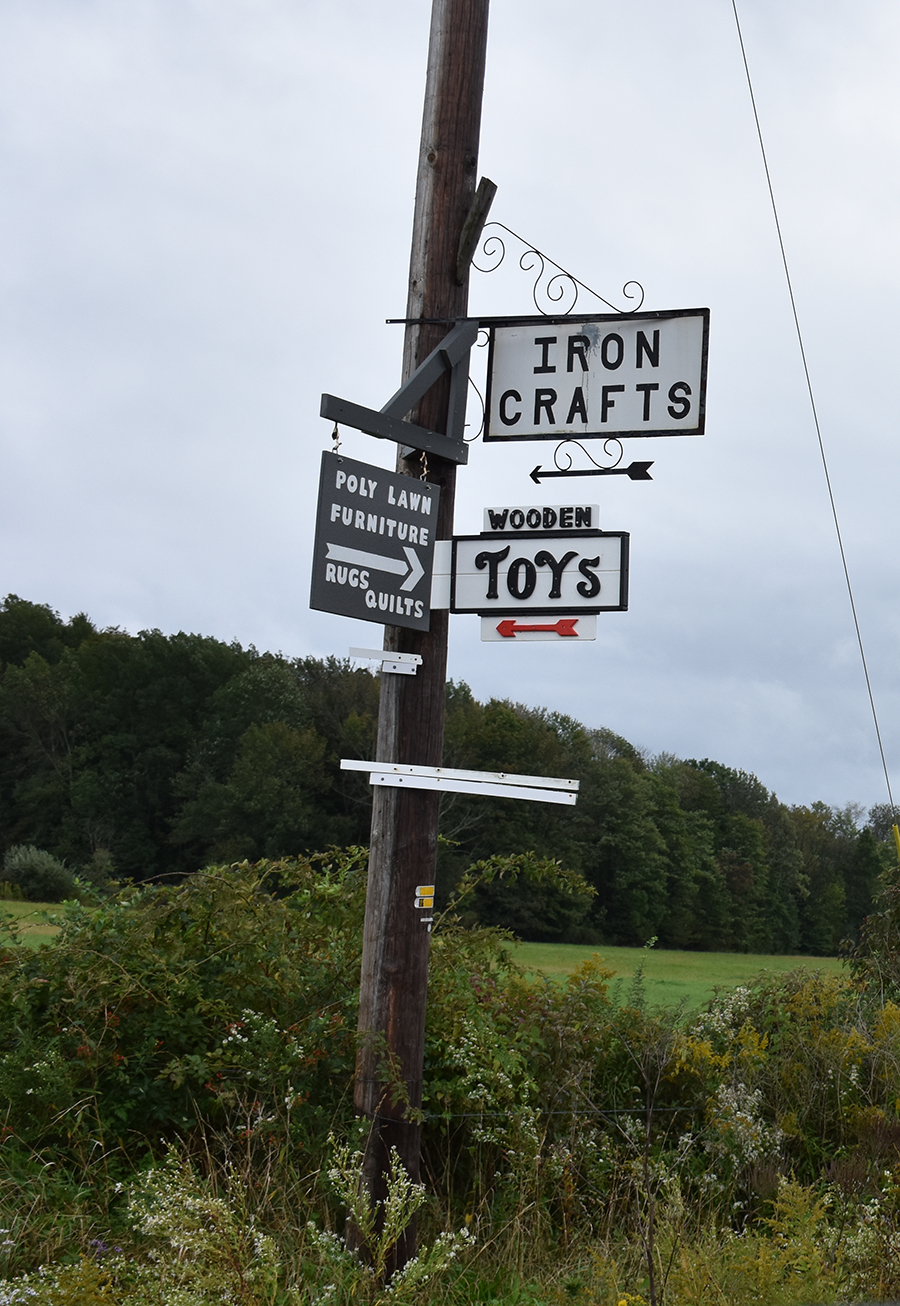 IRON
CRAFTS
POLY LAWN
FURNITURE
RUGS
QUILTS
WOODEN
TOYS